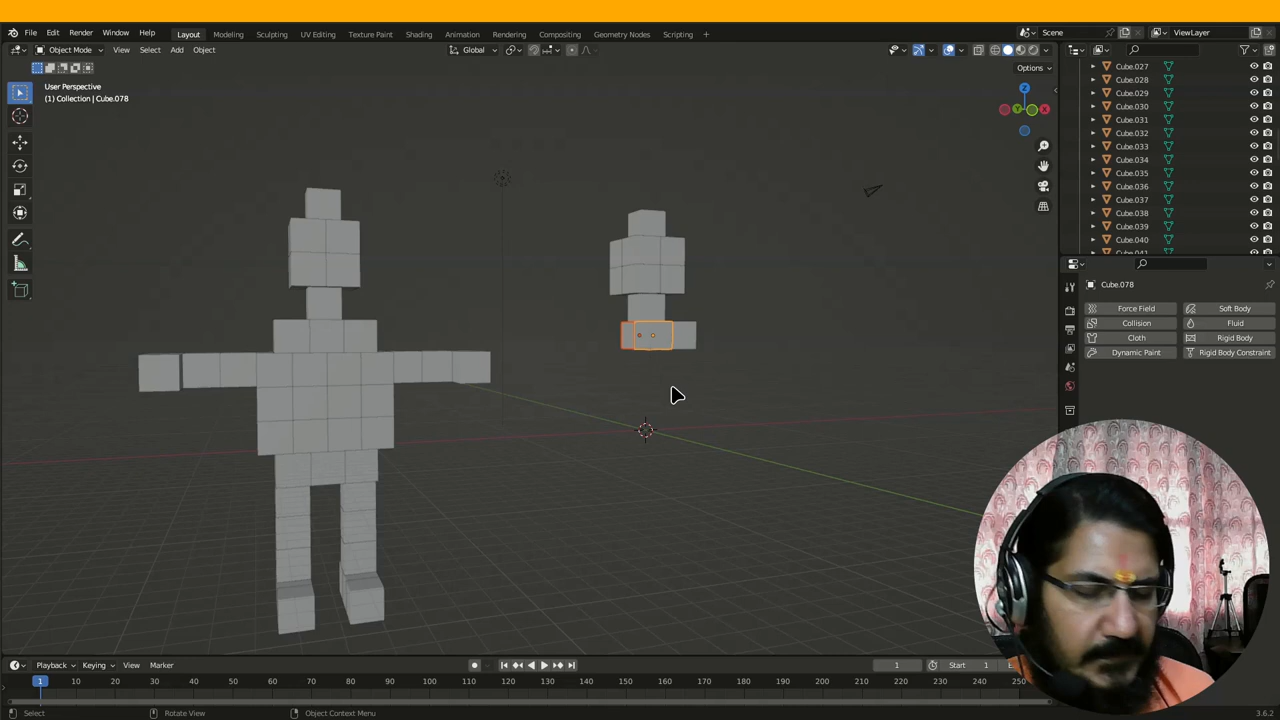 File Edit Render Window Help Layout Modeling Sculpting UV Editing Texture Paint Shading Animation Rendering Compositing Geometry Nodes Scripting + Scene ViewLayer
Object Mode View Select Add Object Global
Options
User Perspective
(1) Collection | Cube.078
Z
Y
X
Cube.027
Cube.028
Cube.029
Cube.030
Cube.031
Cube.032
Cube.033
Cube.034
Cube.035
Cube.036
Cube.037
Cube.038
Cube.039
Cube.040
Cube.041
Cube.078
Force Field Soft Body
Collision Fluid
Cloth Rigid Body
Dynamic Paint Rigid Body Constraint
Playback Keying View Marker 1 Start 1
1 10 20 30 40 50 60 70 80 90 100 110 120 130 140 150 160 170 180 190 200 210 220 230 240 250
Select Rotate View Object Context Menu 3.6.2